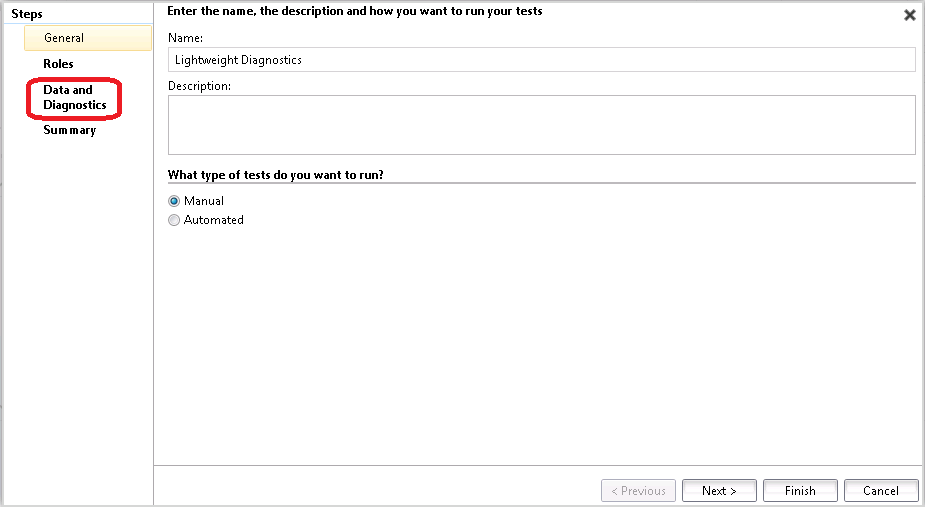 Steps
General
Roles
Data and
Diagnostics
Summary
Enter the name, the description and how you want to run your tests
Name:
Lightweight Diagnostics
Description:
What type of tests do you want to run?
Manual
Automated
< Previous
Next >
Finish
Cancel